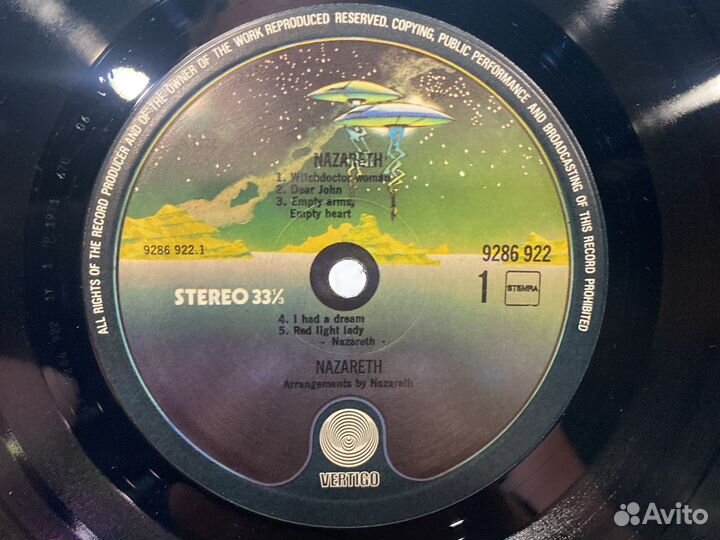 ALL RIGHTS OF THE RECORD PRODUCER AND OF THE OWNER OF THE WORK REPRODUCED RESERVED. COPYING, PUBLIC PERFORMANCE AND BROADCASTING OF THIS RECORD PROHIBITED
NAZARETH
1. Witchdoctor woman
2. Dear John
3. Empty arms,
Empty heart
9286 922.1
9286 922
STEREO 33⅓
1
STEMRA
4. I had a dream
5. Red light lady
- Nazareth -
NAZARETH
Arrangements by Nazareth
VERTIGO
Avito